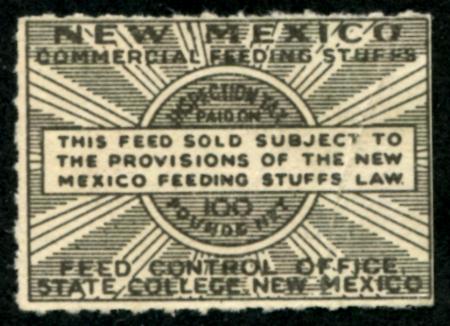 NEW MEXICO
COMMERCIAL FEEDING STUFFS
INSPECTION TAX
PAID ON
THIS FEED SOLD SUBJECT TO
THE PROVISIONS OF THE NEW
MEXICO FEEDING STUFFS LAW.
100
POUNDS NET
FEED CONTROL OFFICE,
STATE COLLEGE, NEW MEXICO